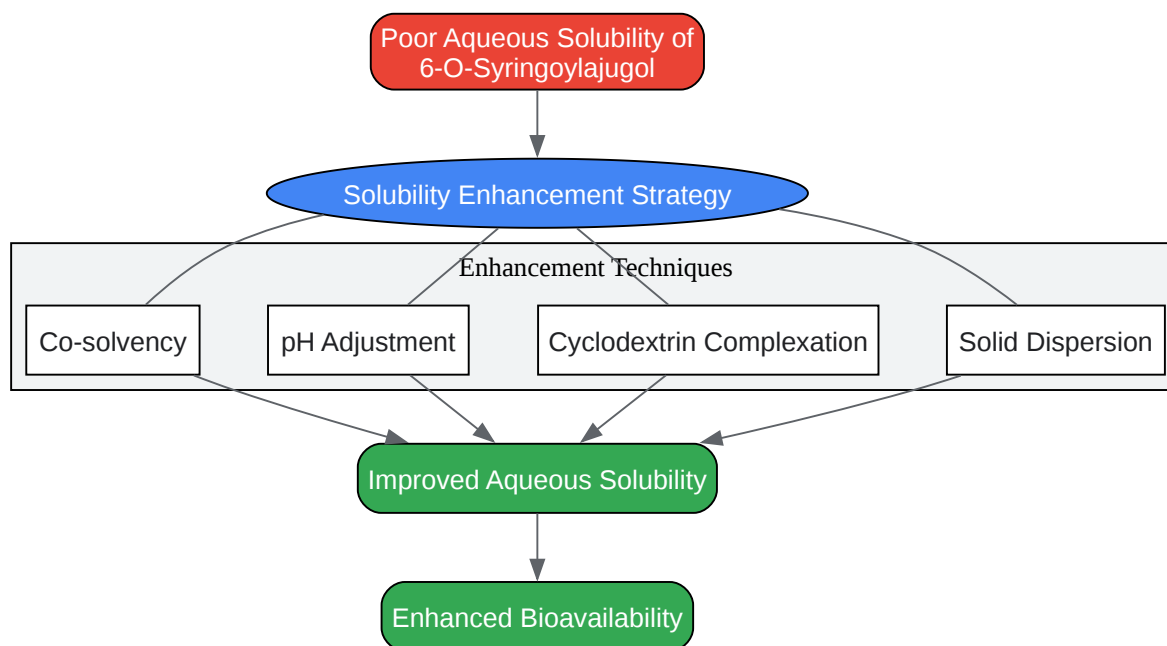 Poor Aqueous Solubility of
6-O-Syringoylajugol
Solubility Enhancement Strategy
Enhancement Techniques
Co-solvency
pH Adjustment
Cyclodextrin Complexation
Solid Dispersion
Improved Aqueous Solubility
Enhanced Bioavailability